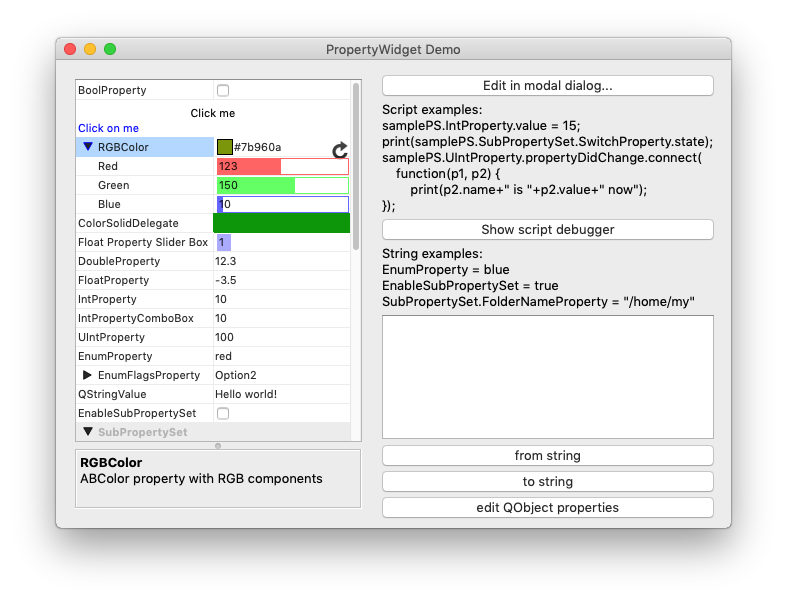 PropertyWidget Demo
BoolProperty
Click me
Click on me
RGBColor #7b960a
Red 123
Green 150
Blue 10
ColorSolidDelegate
Float Property Slider Box 1
DoubleProperty 12.3
FloatProperty -3.5
IntProperty 10
IntPropertyComboBox 10
UIntProperty 100
EnumProperty red
EnumFlagsProperty Option2
QStringValue Hello world!
EnableSubPropertySet
SubPropertySet
RGBColor
ABColor property with RGB components
Edit in modal dialog...
Script examples:
samplePS.IntProperty.value = 15;
print(samplePS.SubPropertySet.SwitchProperty.state);
samplePS.UIntProperty.propertyDidChange.connect(
function(p1, p2) {
print(p2.name+" is "+p2.value+" now");
});
Show script debugger
String examples:
EnumProperty = blue
EnableSubPropertySet = true
SubPropertySet.FolderNameProperty = "/home/my"
from string
to string
edit QObject properties